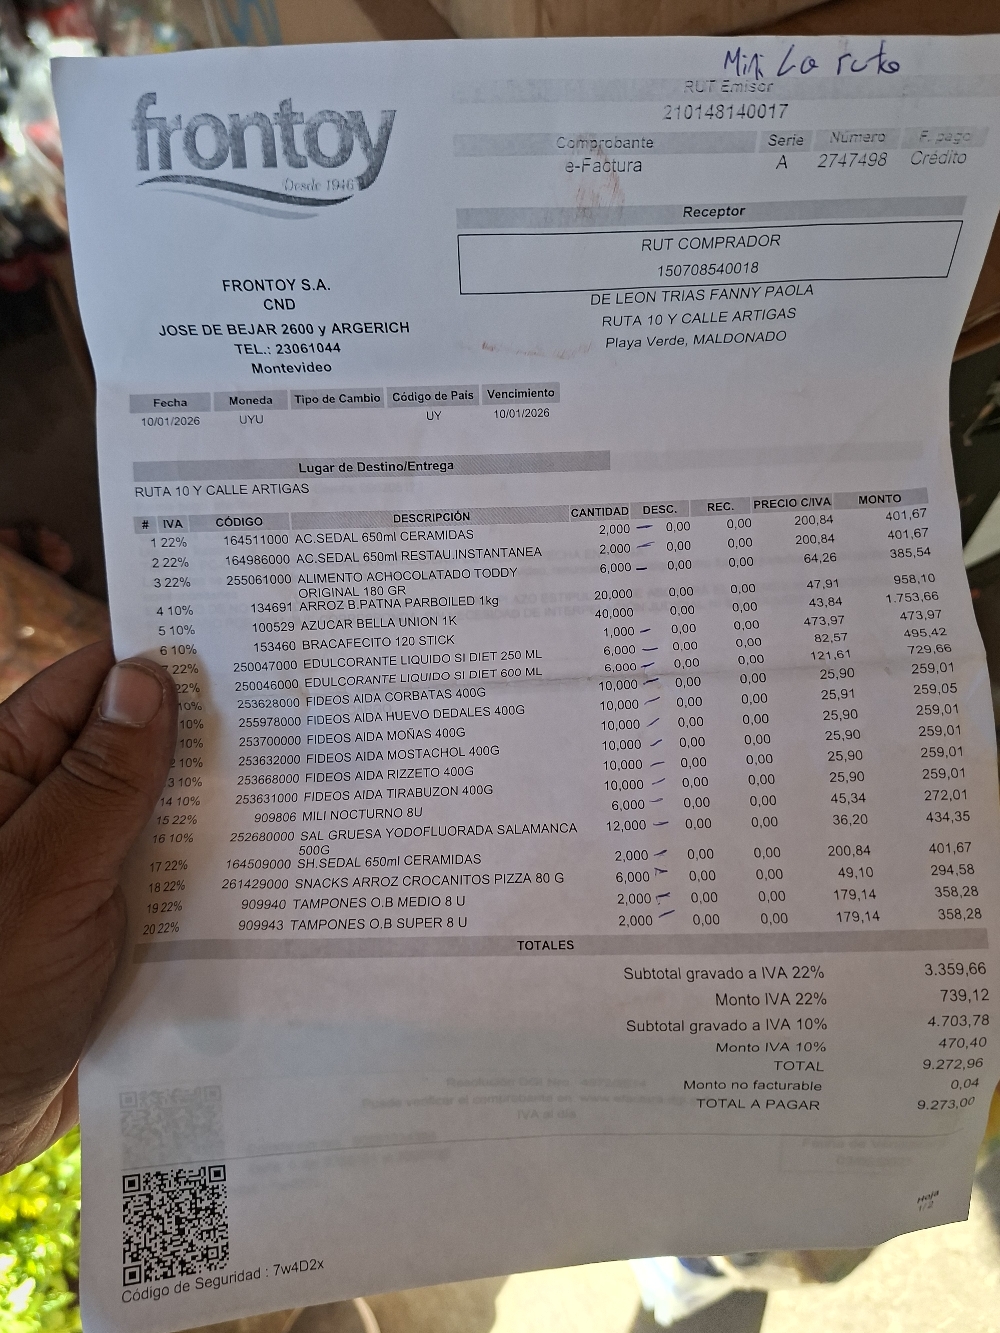 Mini La ruta
frontoy
Desde 1946
RUT Emisor
210148140017
Comprobante Serie Número F. pago
e-Factura A 2747498 Crédito
Receptor
RUT COMPRADOR
150708540018
DE LEON TRIAS FANNY PAOLA
RUTA 10 Y CALLE ARTIGAS
Playa Verde, MALDONADO
FRONTOY S.A.
CND
JOSE DE BEJAR 2600 y ARGERICH
TEL.: 23061044
Montevideo
Fecha Moneda Tipo de Cambio Código de País Vencimiento
10/01/2026 UYU UY 10/01/2026
Lugar de Destino/Entrega
RUTA 10 Y CALLE ARTIGAS
# IVA CÓDIGO DESCRIPCIÓN CANTIDAD DESC. REC. PRECIO C/IVA MONTO
1 22% 164511000 AC.SEDAL 650ml CERAMIDAS 2,000 0,00 0,00 200,84 401,67
2 22% 164986000 AC.SEDAL 650ml RESTAU.INSTANTANEA 2,000 0,00 0,00 200,84 401,67
3 22% 255061000 ALIMENTO ACHOCOLATADO TODDY 6,000 0,00 0,00 64,26 385,54
ORIGINAL 180 GR
4 10% 134691 ARROZ B.PATNA PARBOILED 1kg 20,000 0,00 0,00 47,91 958,10
5 10% 100529 AZUCAR BELLA UNION 1K 40,000 0,00 0,00 43,84 1.753,66
6 10% 153460 BRACAFECITO 120 STICK 1,000 0,00 0,00 473,97 473,97
7 22% 250047000 EDULCORANTE LIQUIDO SI DIET 250 ML 6,000 0,00 0,00 82,57 495,42
22% 250046000 EDULCORANTE LIQUIDO SI DIET 600 ML 6,000 0,00 0,00 121,61 729,66
10% 253628000 FIDEOS AIDA CORBATAS 400G 10,000 0,00 0,00 25,90 259,01
10% 255978000 FIDEOS AIDA HUEVO DEDALES 400G 10,000 0,00 0,00 25,91 259,05
10% 253700000 FIDEOS AIDA MOÑAS 400G 10,000 0,00 0,00 25,90 259,01
2 10% 253632000 FIDEOS AIDA MOSTACHOL 400G 10,000 0,00 0,00 25,90 259,01
3 10% 253668000 FIDEOS AIDA RIZZETO 400G 10,000 0,00 0,00 25,90 259,01
14 10% 253631000 FIDEOS AIDA TIRABUZON 400G 10,000 0,00 0,00 25,90 259,01
15 22% 909806 MILI NOCTURNO 8U 6,000 0,00 0,00 45,34 272,01
16 10% 252680000 SAL GRUESA YODOFLUORADA SALAMANCA 12,000 0,00 0,00 36,20 434,35
500G
17 22% 164509000 SH.SEDAL 650ml CERAMIDAS 2,000 0,00 0,00 200,84 401,67
18 22% 261429000 SNACKS ARROZ CROCANITOS PIZZA 80 G 6,000 0,00 0,00 49,10 294,58
19 22% 909940 TAMPONES O.B MEDIO 8 U 2,000 0,00 0,00 179,14 358,28
20 22% 909943 TAMPONES O.B SUPER 8 U 2,000 0,00 0,00 179,14 358,28
TOTALES
Subtotal gravado a IVA 22% 3.359,66
Monto IVA 22% 739,12
Subtotal gravado a IVA 10% 4.703,78
Monto IVA 10% 470,40
TOTAL 9.272,96
Monto no facturable 0,04
TOTAL A PAGAR 9.273,00
Hoja
1/2
Código de Seguridad : 7w4D2x